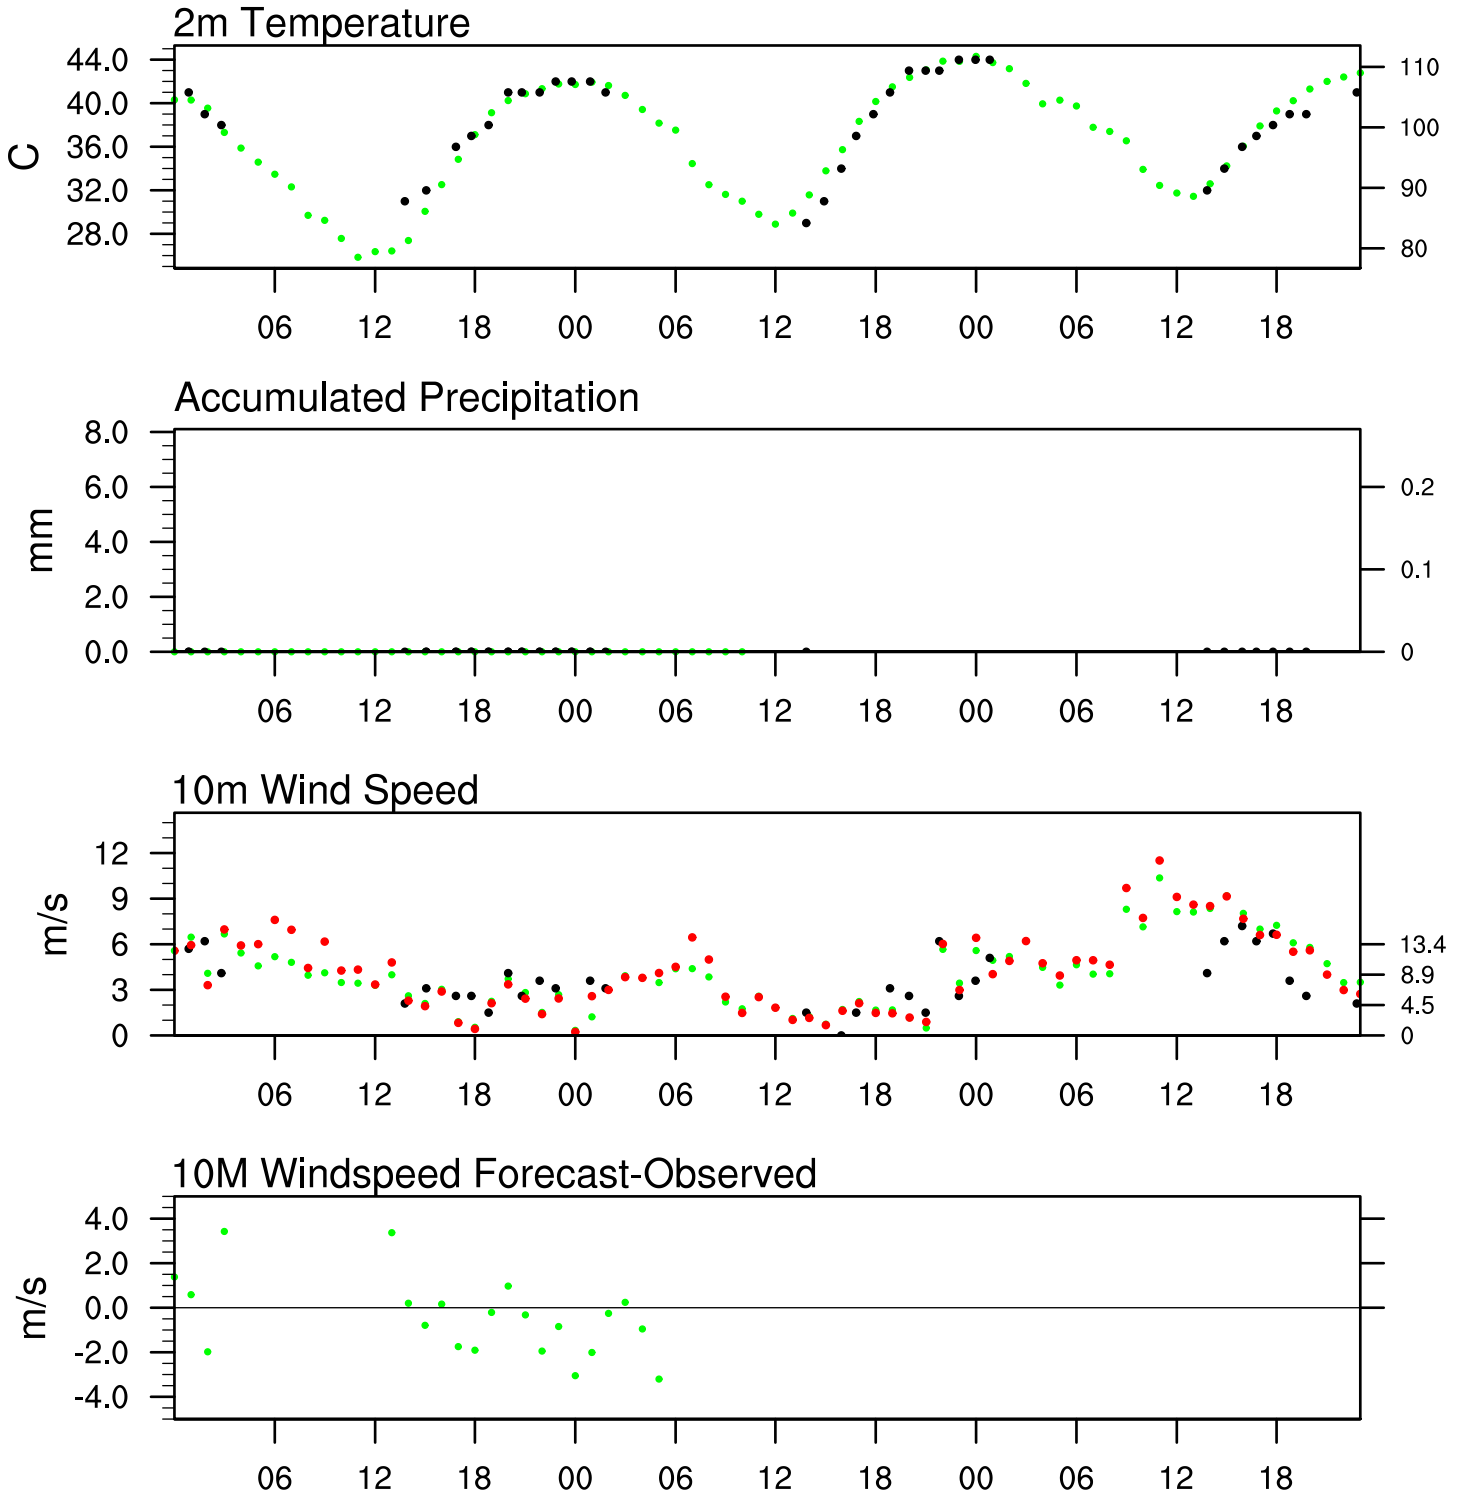 2m Temperature
44.0
40.0
36.0
32.0
28.0
C
110
100
90
80
06 12 18 00 06 12 18 00 06 12 18
Accumulated Precipitation
8.0
6.0
4.0
2.0
0.0
mm
0.2
0.1
0
06 12 18 00 06 12 18 00 06 12 18
10m Wind Speed
12
9
6
3
0
m/s
13.4
8.9
4.5
0
06 12 18 00 06 12 18 00 06 12 18
10M Windspeed Forecast-Observed
4.0
2.0
0.0
-2.0
-4.0
m/s
06 12 18 00 06 12 18 00 06 12 18